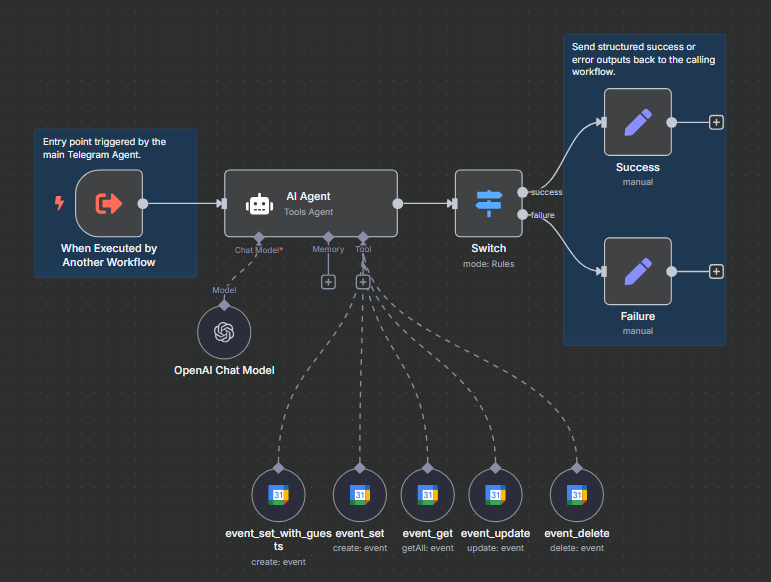 Send structured success or
error outputs back to the calling
workflow.
Entry point triggered by the
main Telegram Agent.
When Executed by
Another Workflow
AI Agent
Tools Agent
Chat Model*
Memory
Tool
Model
OpenAI Chat Model
Switch
mode: Rules
success
failure
Success
manual
Failure
manual
31
event_set_with_gues
ts
create: event
31
event_set
create: event
31
event_get
getAll: event
31
event_update
update: event
31
event_delete
delete: event